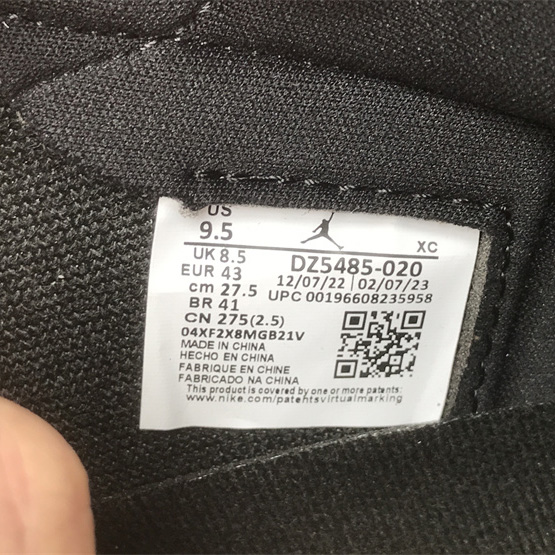 US
9.5
XC
UK 8.5
DZ5485-020
EUR 43
12/07/22 | 02/07/23
cm 27.5
UPC 00196608235958
BR 41
CN 275(2.5)
04XF2X8MGB21V
MADE IN CHINA
HECHO EN CHINA
FABRIQUE EN CHINE
FABRICADO NA CHINA
This product is covered by one or more patents:
www.nike.com/patentsvirtualmarking